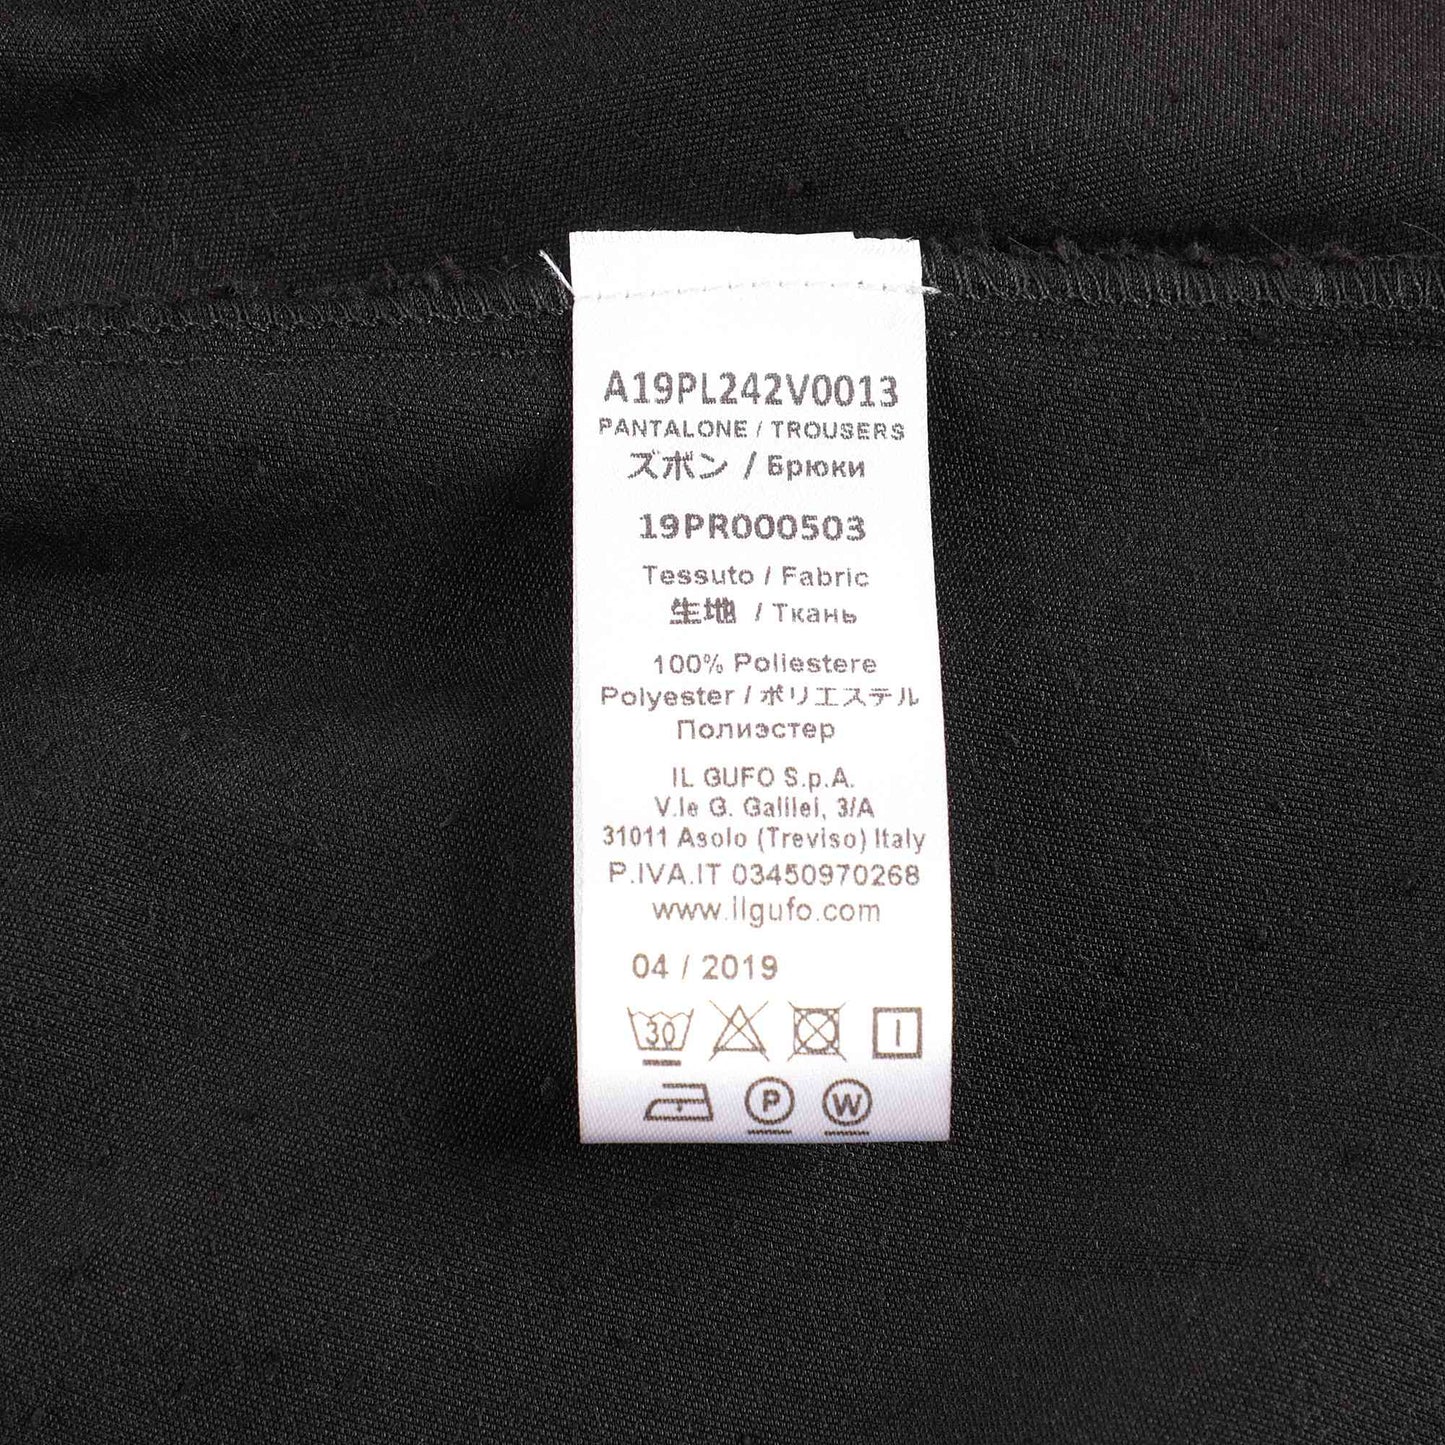 A19PL242V0013
PANTALONE / TROUSERS
ズボン / Брюки
19PR000503
Tessuto / Fabric
生地 / Ткань
100% Poliestere
Polyester / ポリエステル
Полиэстер
IL GUFO S.p.A.
V.le G. Galilei, 3/A
31011 Asolo (Treviso) Italy
P.IVA.IT 03450970268
www.ilgufo.com
04 / 2019
30
P W